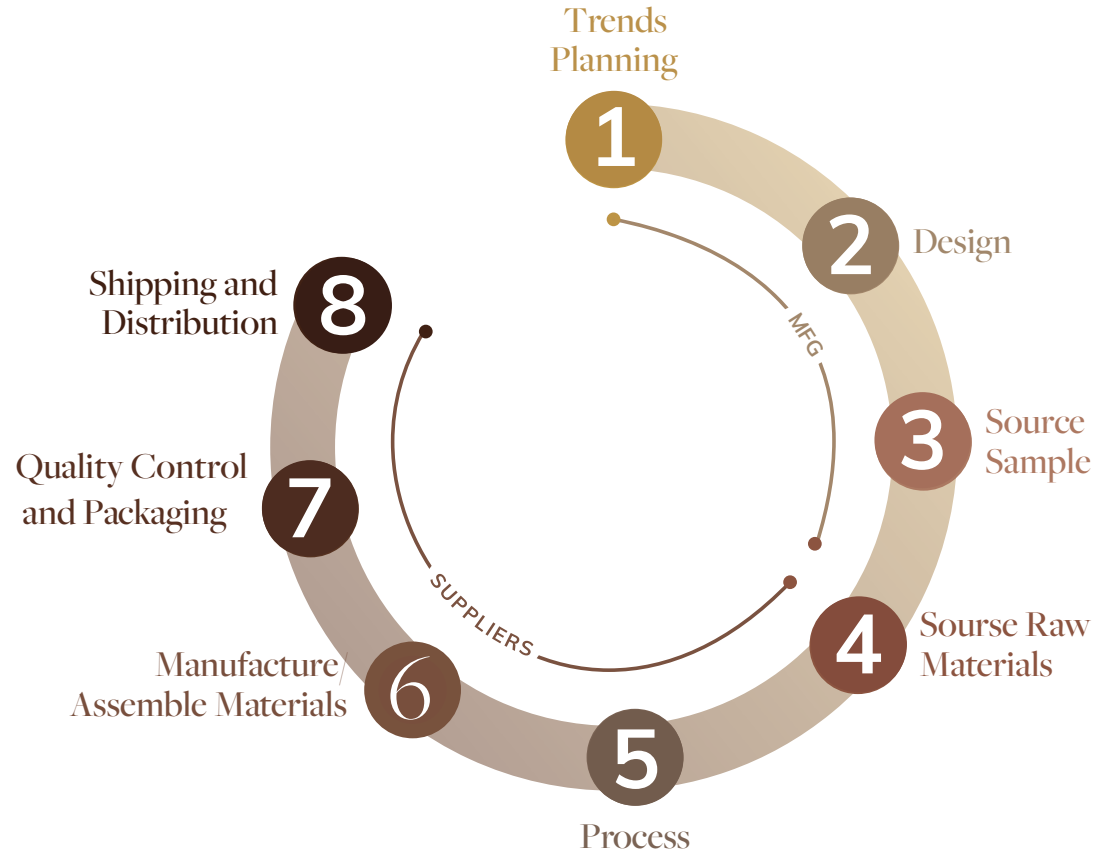 Trends
Planning
1
2
Design
MFG
3
Source
Sample
4
Sourse Raw
Materials
5
Process
SUPPLIERS
6
Manufacture/
Assemble Materials
7
Quality Control
and Packaging
8
Shipping and
Distribution